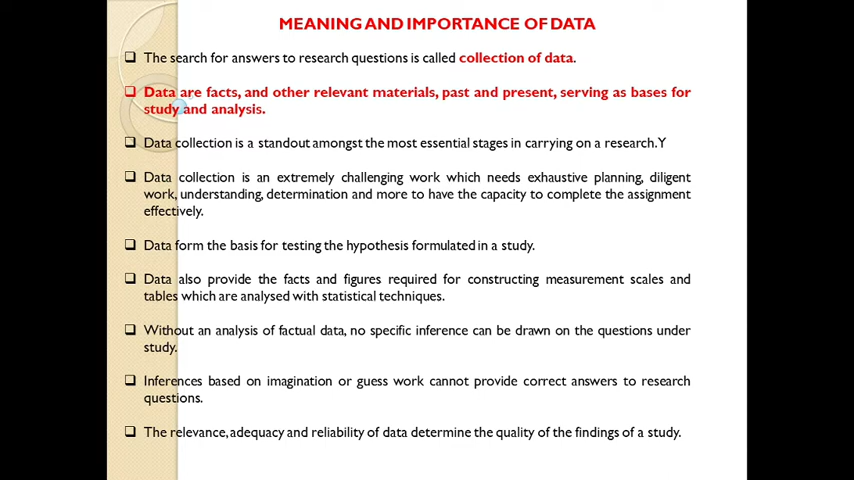 MEANING AND IMPORTANCE OF DATA
The search for answers to research questions is called collection of data.
Data are facts, and other relevant materials, past and present, serving as bases for
study and analysis.
Data collection is a standout amongst the most essential stages in carrying on a research. Y
Data collection is an extremely challenging work which needs exhaustive planning, diligent
work, understanding, determination and more to have the capacity to complete the assignment
effectively.
Data form the basis for testing the hypothesis formulated in a study.
Data also provide the facts and figures required for constructing measurement scales and
tables which are analysed with statistical techniques.
Without an analysis of factual data, no specific inference can be drawn on the questions under
study.
Inferences based on imagination or guess work cannot provide correct answers to research
questions.
The relevance, adequacy and reliability of data determine the quality of the findings of a study.